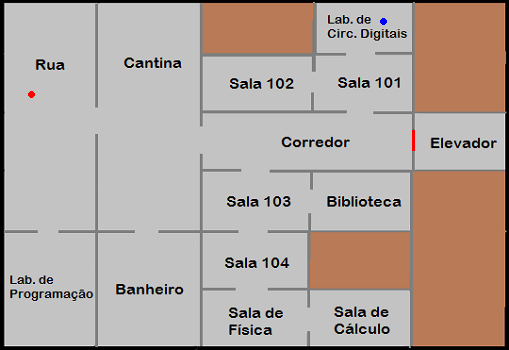 Lab. de
Circ. Digitais
Rua
Cantina
Sala 102
Sala 101
Corredor
Elevador
Sala 103
Biblioteca
Sala 104
Lab. de
Programação
Banheiro
Sala de
Física
Sala de
Cálculo